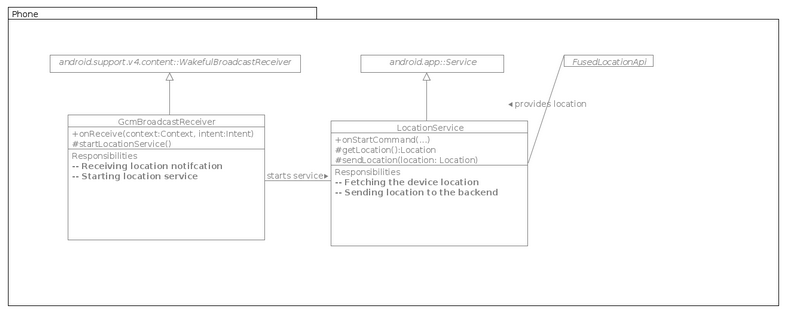 Phone
android.support.v4.content::WakefulBroadcastReceiver
android.app::Service
FusedLocationApi
◂ provides location
GcmBroadcastReceiver
+onReceive(context:Context, intent:Intent)
#startLocationService()
Responsibilities
-- Receiving location notifcation
-- Starting location service
starts service▸
LocationService
+onStartCommand(...)
#getLocation():Location
#sendLocation(location: Location)
Responsibilities
-- Fetching the device location
-- Sending location to the backend